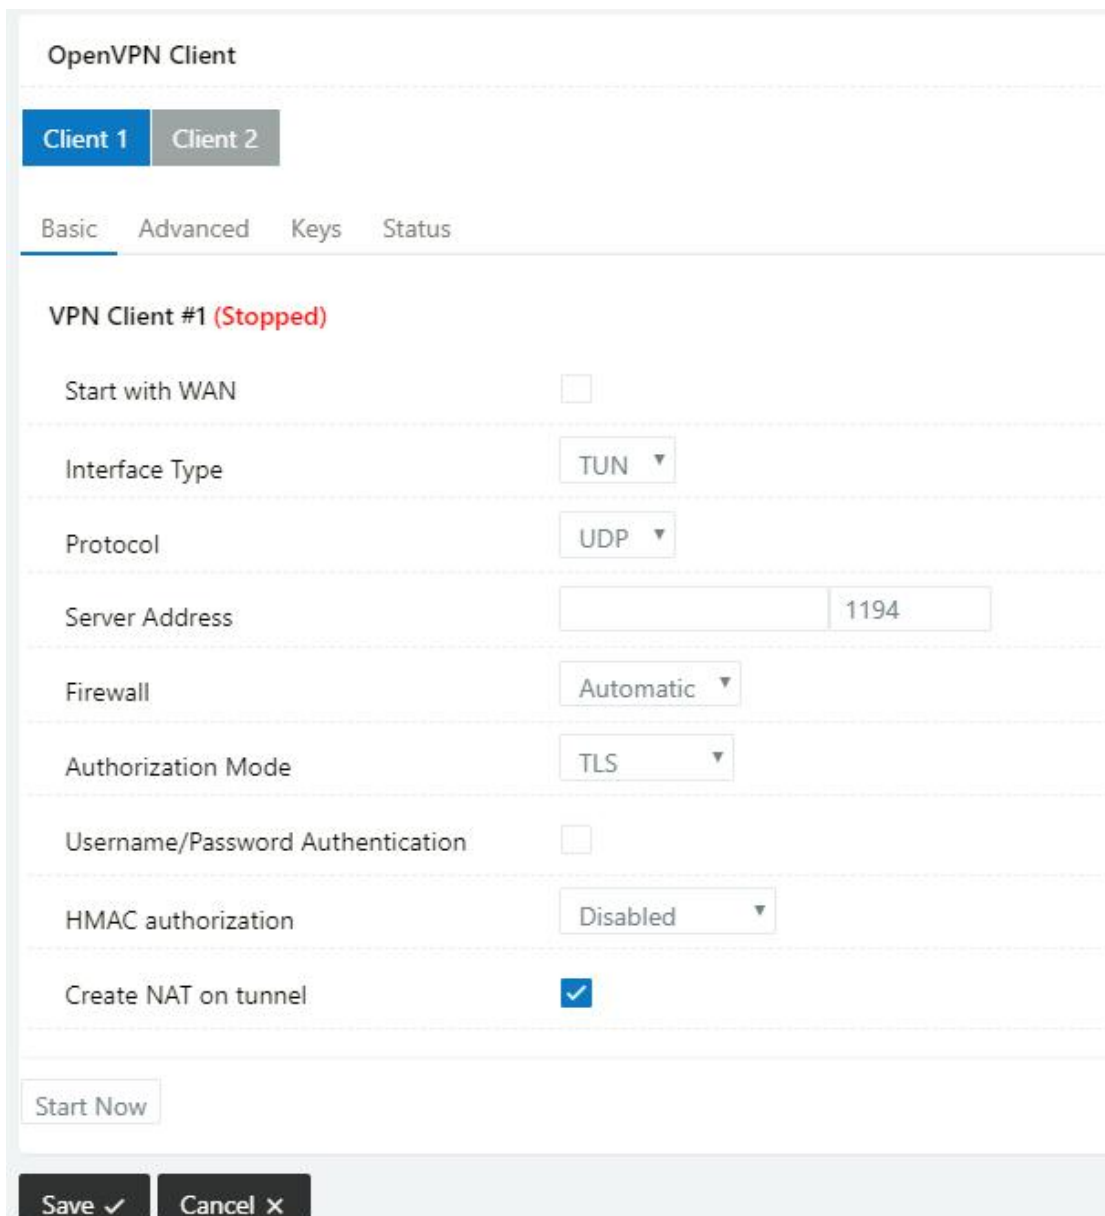 OpenVPN Client
Client 1 Client 2
Basic Advanced Keys Status
VPN Client #1 (Stopped)
Start with WAN
Interface Type TUN
Protocol UDP
Server Address 1194
Firewall Automatic
Authorization Mode TLS
Username/Password Authentication
HMAC authorization Disabled
Create NAT on tunnel
Start Now
Save Cancel